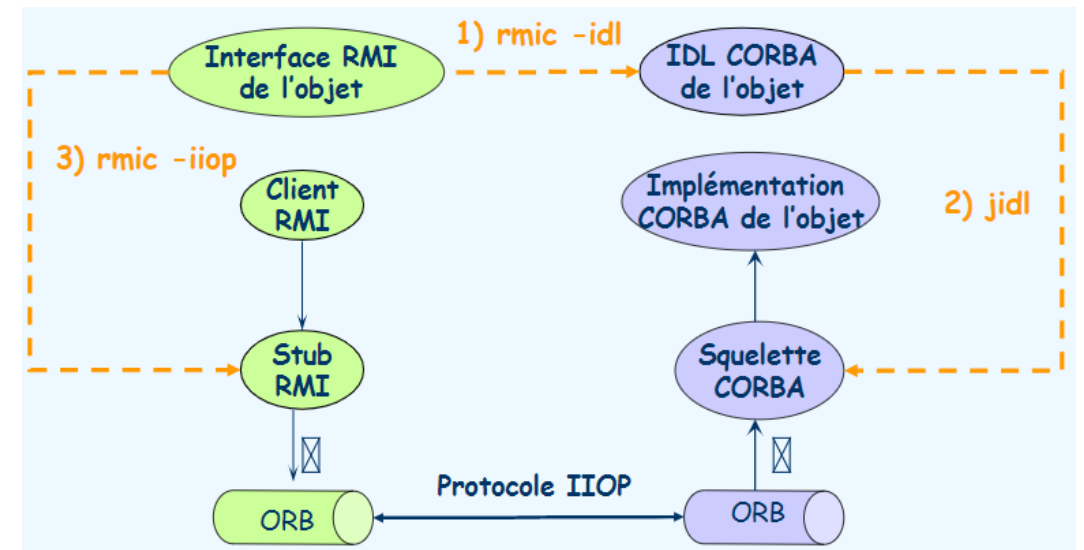 1) rmic -idl
Interface RMI
de l'objet
IDL CORBA
de l'objet
3) rmic -iiop
Client
RMI
Implémentation
CORBA de l'objet
2) jidl
Stub
RMI
Squelette
CORBA
Protocole IIOP
ORB
ORB